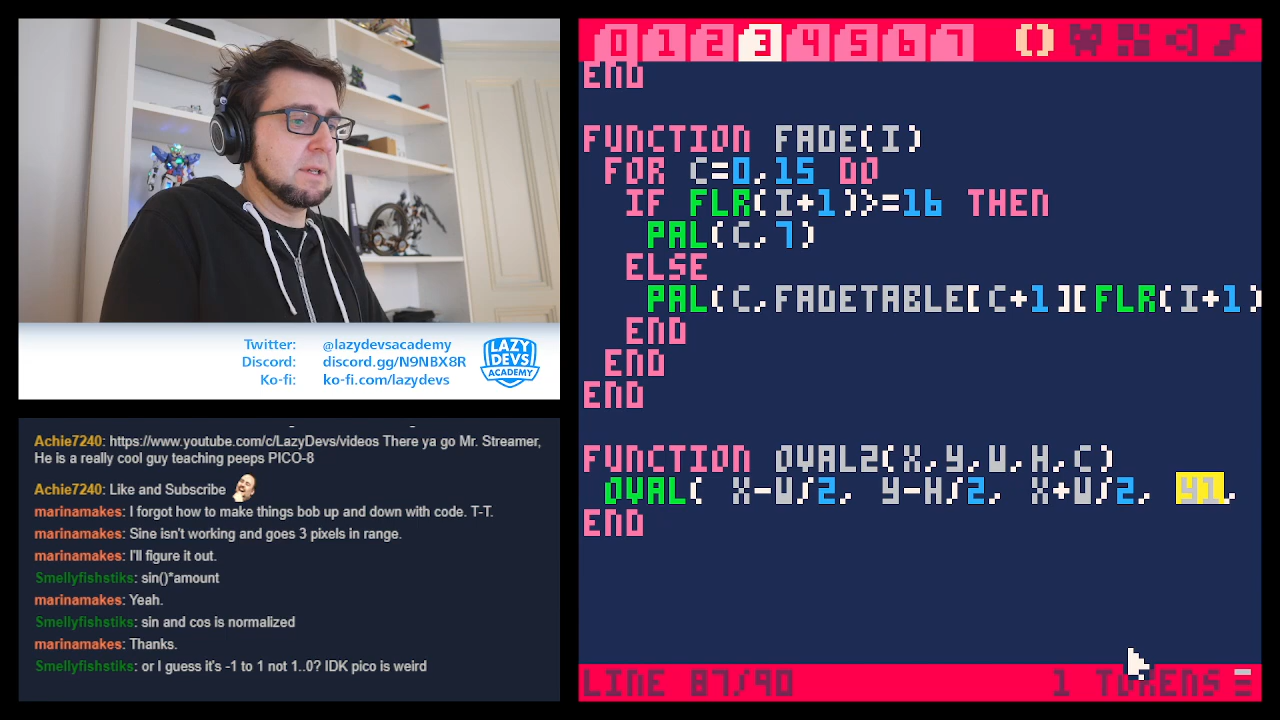 Twitter: @lazydevsacademy
Discord: discord.gg/N9NBX8R
Ko-fi: ko-fi.com/lazydevs
LAZY
DEVS
ACADEMY
Achie7240: https://www.youtube.com/c/LazyDevs/videos There ya go Mr. Streamer,
He is a really cool guy teaching peeps PICO-8
Achie7240: Like and Subscribe
marinamakes: I forgot how to make things bob up and down with code. T-T.
marinamakes: Sine isn't working and goes 3 pixels in range.
marinamakes: I'll figure it out.
Smellyfishstiks: sin()*amount
marinamakes: Yeah.
Smellyfishstiks: sin and cos is normalized
marinamakes: Thanks.
Smellyfishstiks: or I guess it's -1 to 1 not 1..0? IDK pico is weird
0 1 2 3 4 5 6 7 ()
END
FUNCTION FADE(I)
FOR C=0,15 DO
IF FLR(I+1)>=16 THEN
PAL(C,7)
ELSE
PAL(C,FADETABLE[C+1][FLR(I+1)
END
END
END
FUNCTION OVAL2(X,Y,W,H,C)
OVAL( X-W/2, Y-H/2, X+W/2, Y1,
END
LINE 87/90 1 TOKENS